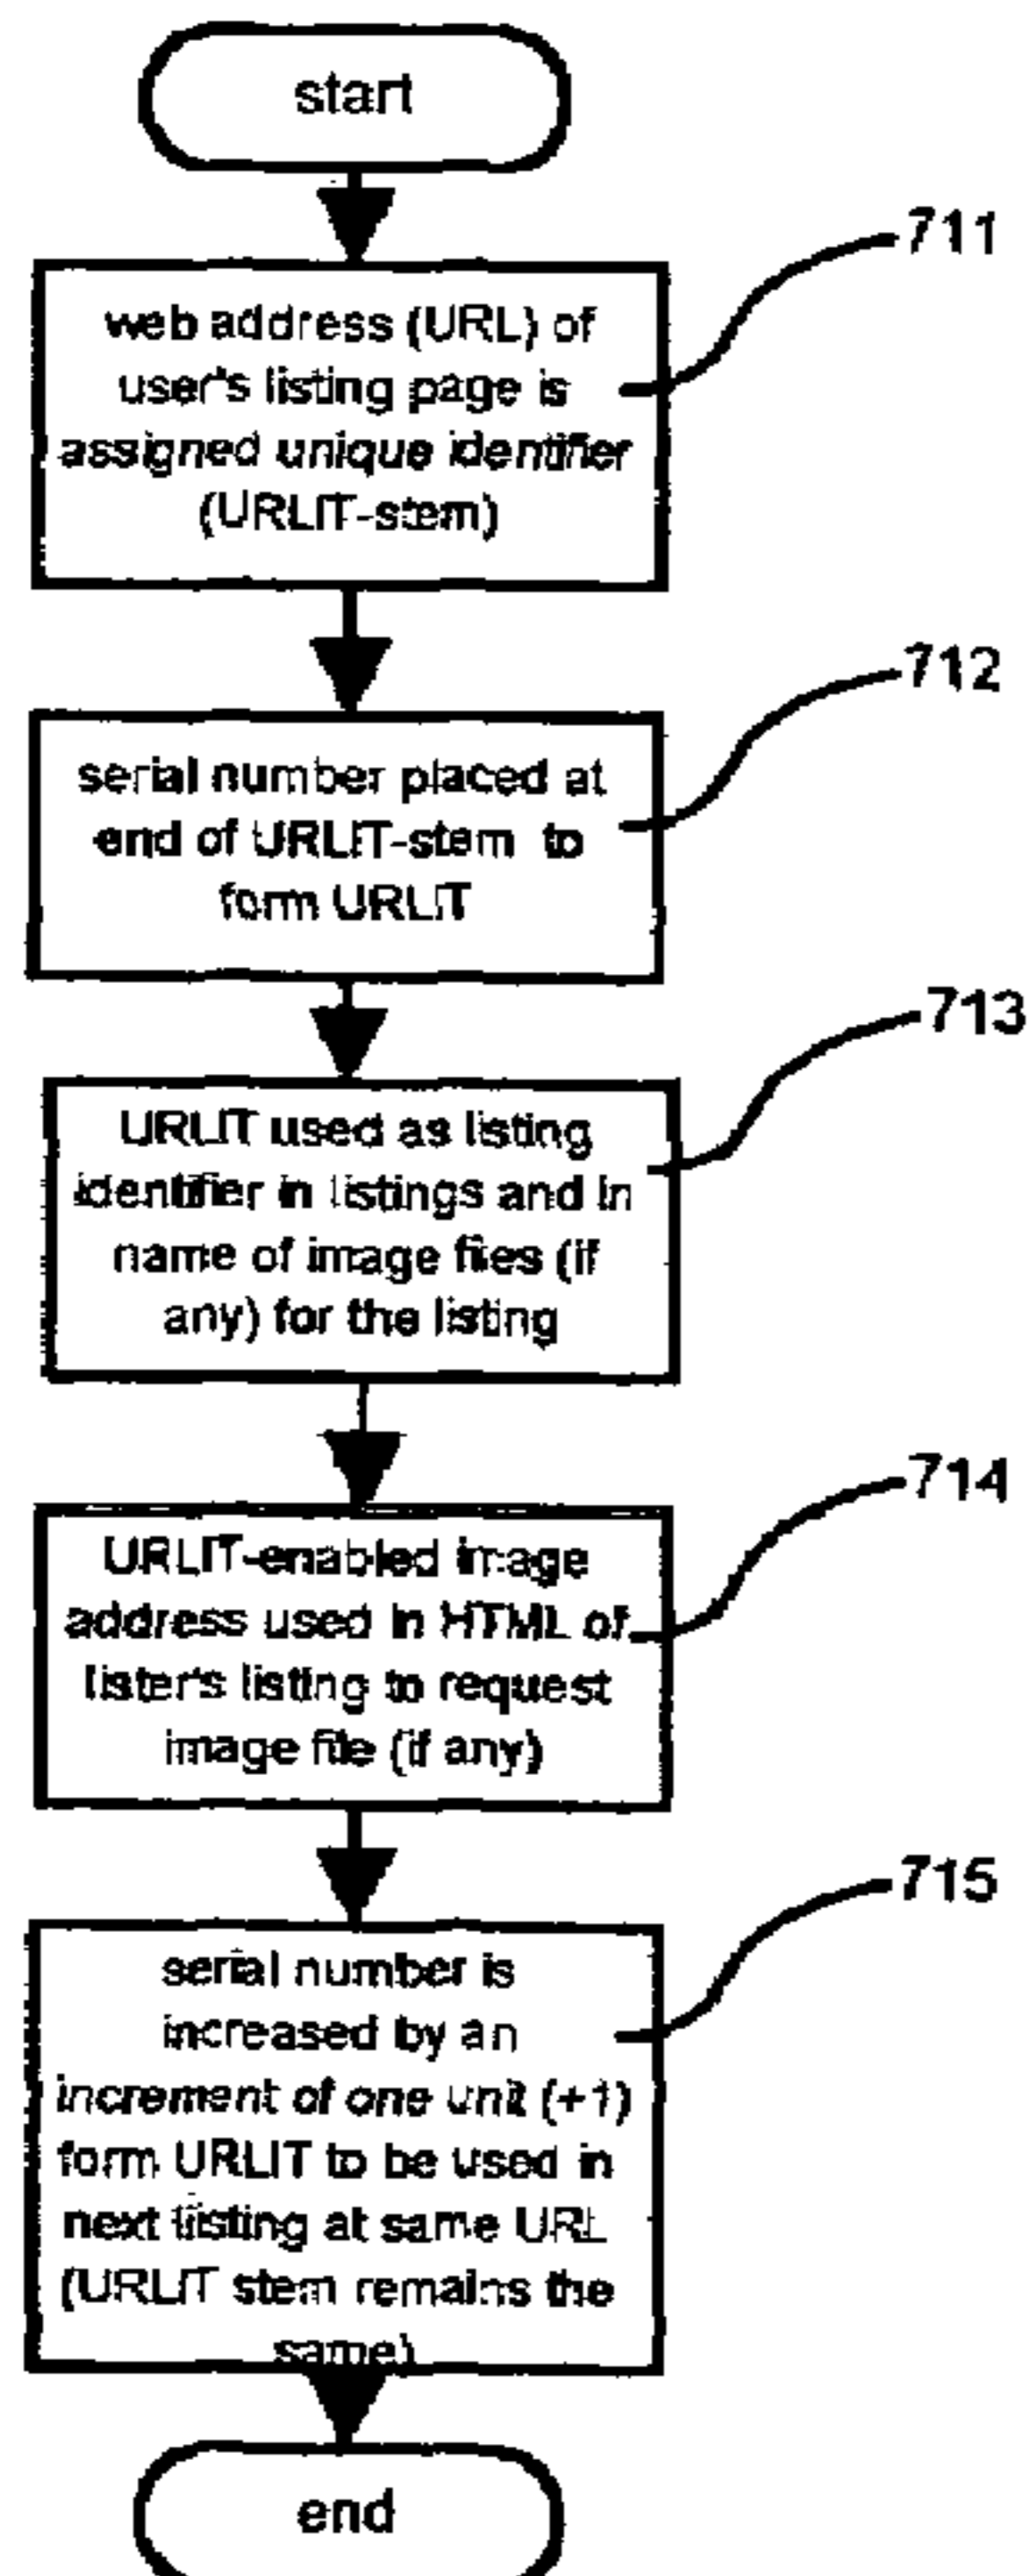 start
711
web address (URL) of
user's listing page is
assigned unique identifier
(URLIT-stem)
712
serial number placed at
end of URLIT-stem to
form URLIT
713
URLIT used as listing
identifier in listings and in
name of image files (if
any) for the listing
714
URLIT-enabled image
address used in HTML of
lister's listing to request
image file (if any)
715
serial number is
increased by an
increment of one unit (+1)
form URLIT to be used in
next listing at same URL
(URLIT stem remains the
same)
end